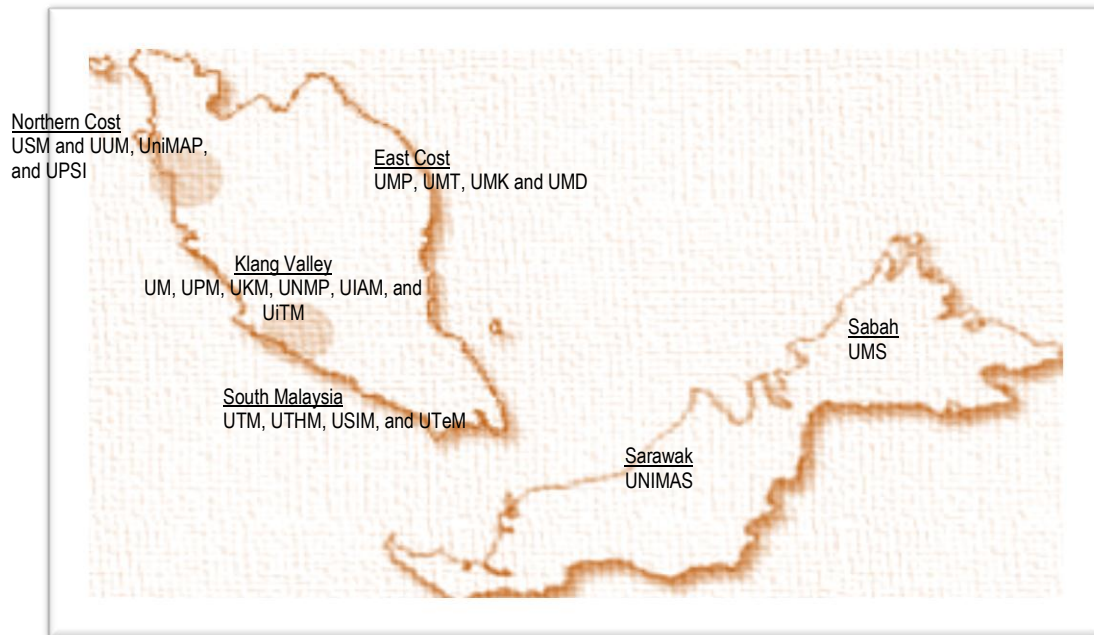 Northern Cost
USM and UUM, UniMAP,
and UPSI
East Cost
UMP, UMT, UMK and UMD
Klang Valley
UM, UPM, UKM, UNMP, UIAM, and
UiTM
South Malaysia
UTM, UTHM, USIM, and UTeM
Sabah
UMS
Sarawak
UNIMAS